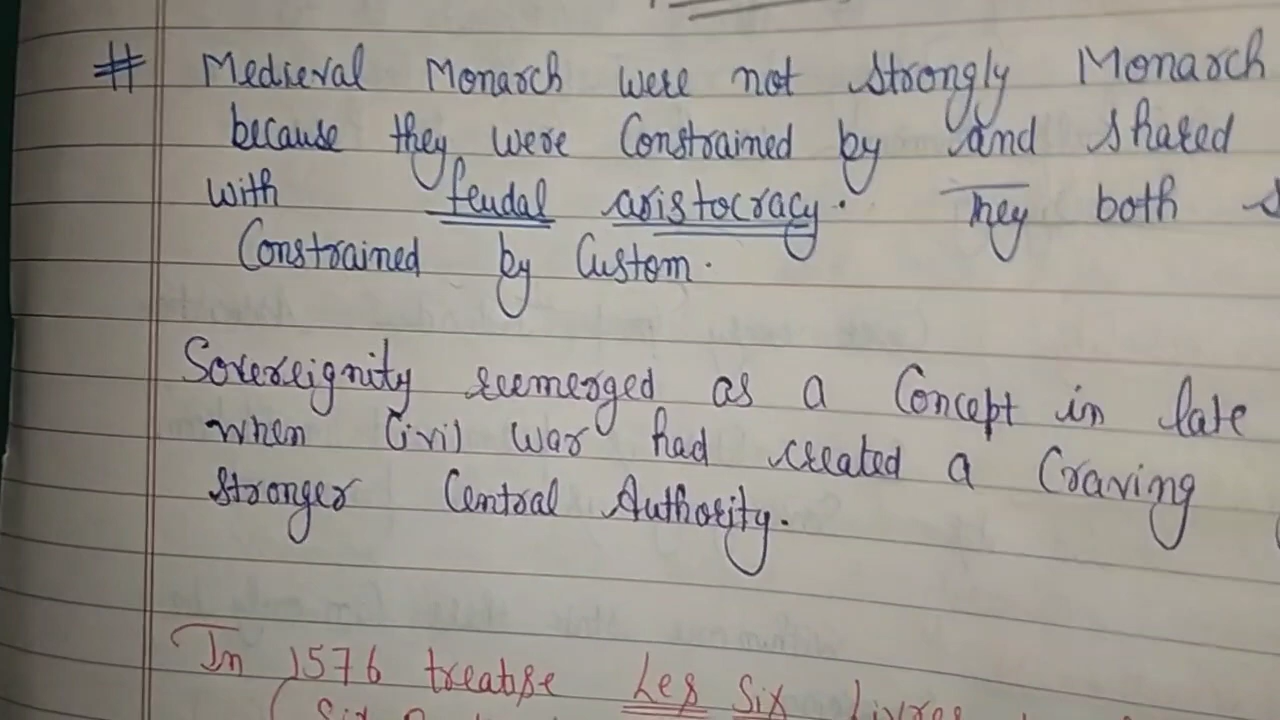 # Medieval Monarch were not strongly Monarch
because they were Constrained by and shared
with feudal aristocracy. They both
Constrained by Custom.
Sovereignity reemerged as a Concept in late
when Civil war had created a Craving
stronger Central Authority.
In 1576 treatise Les Six Livres
(Six